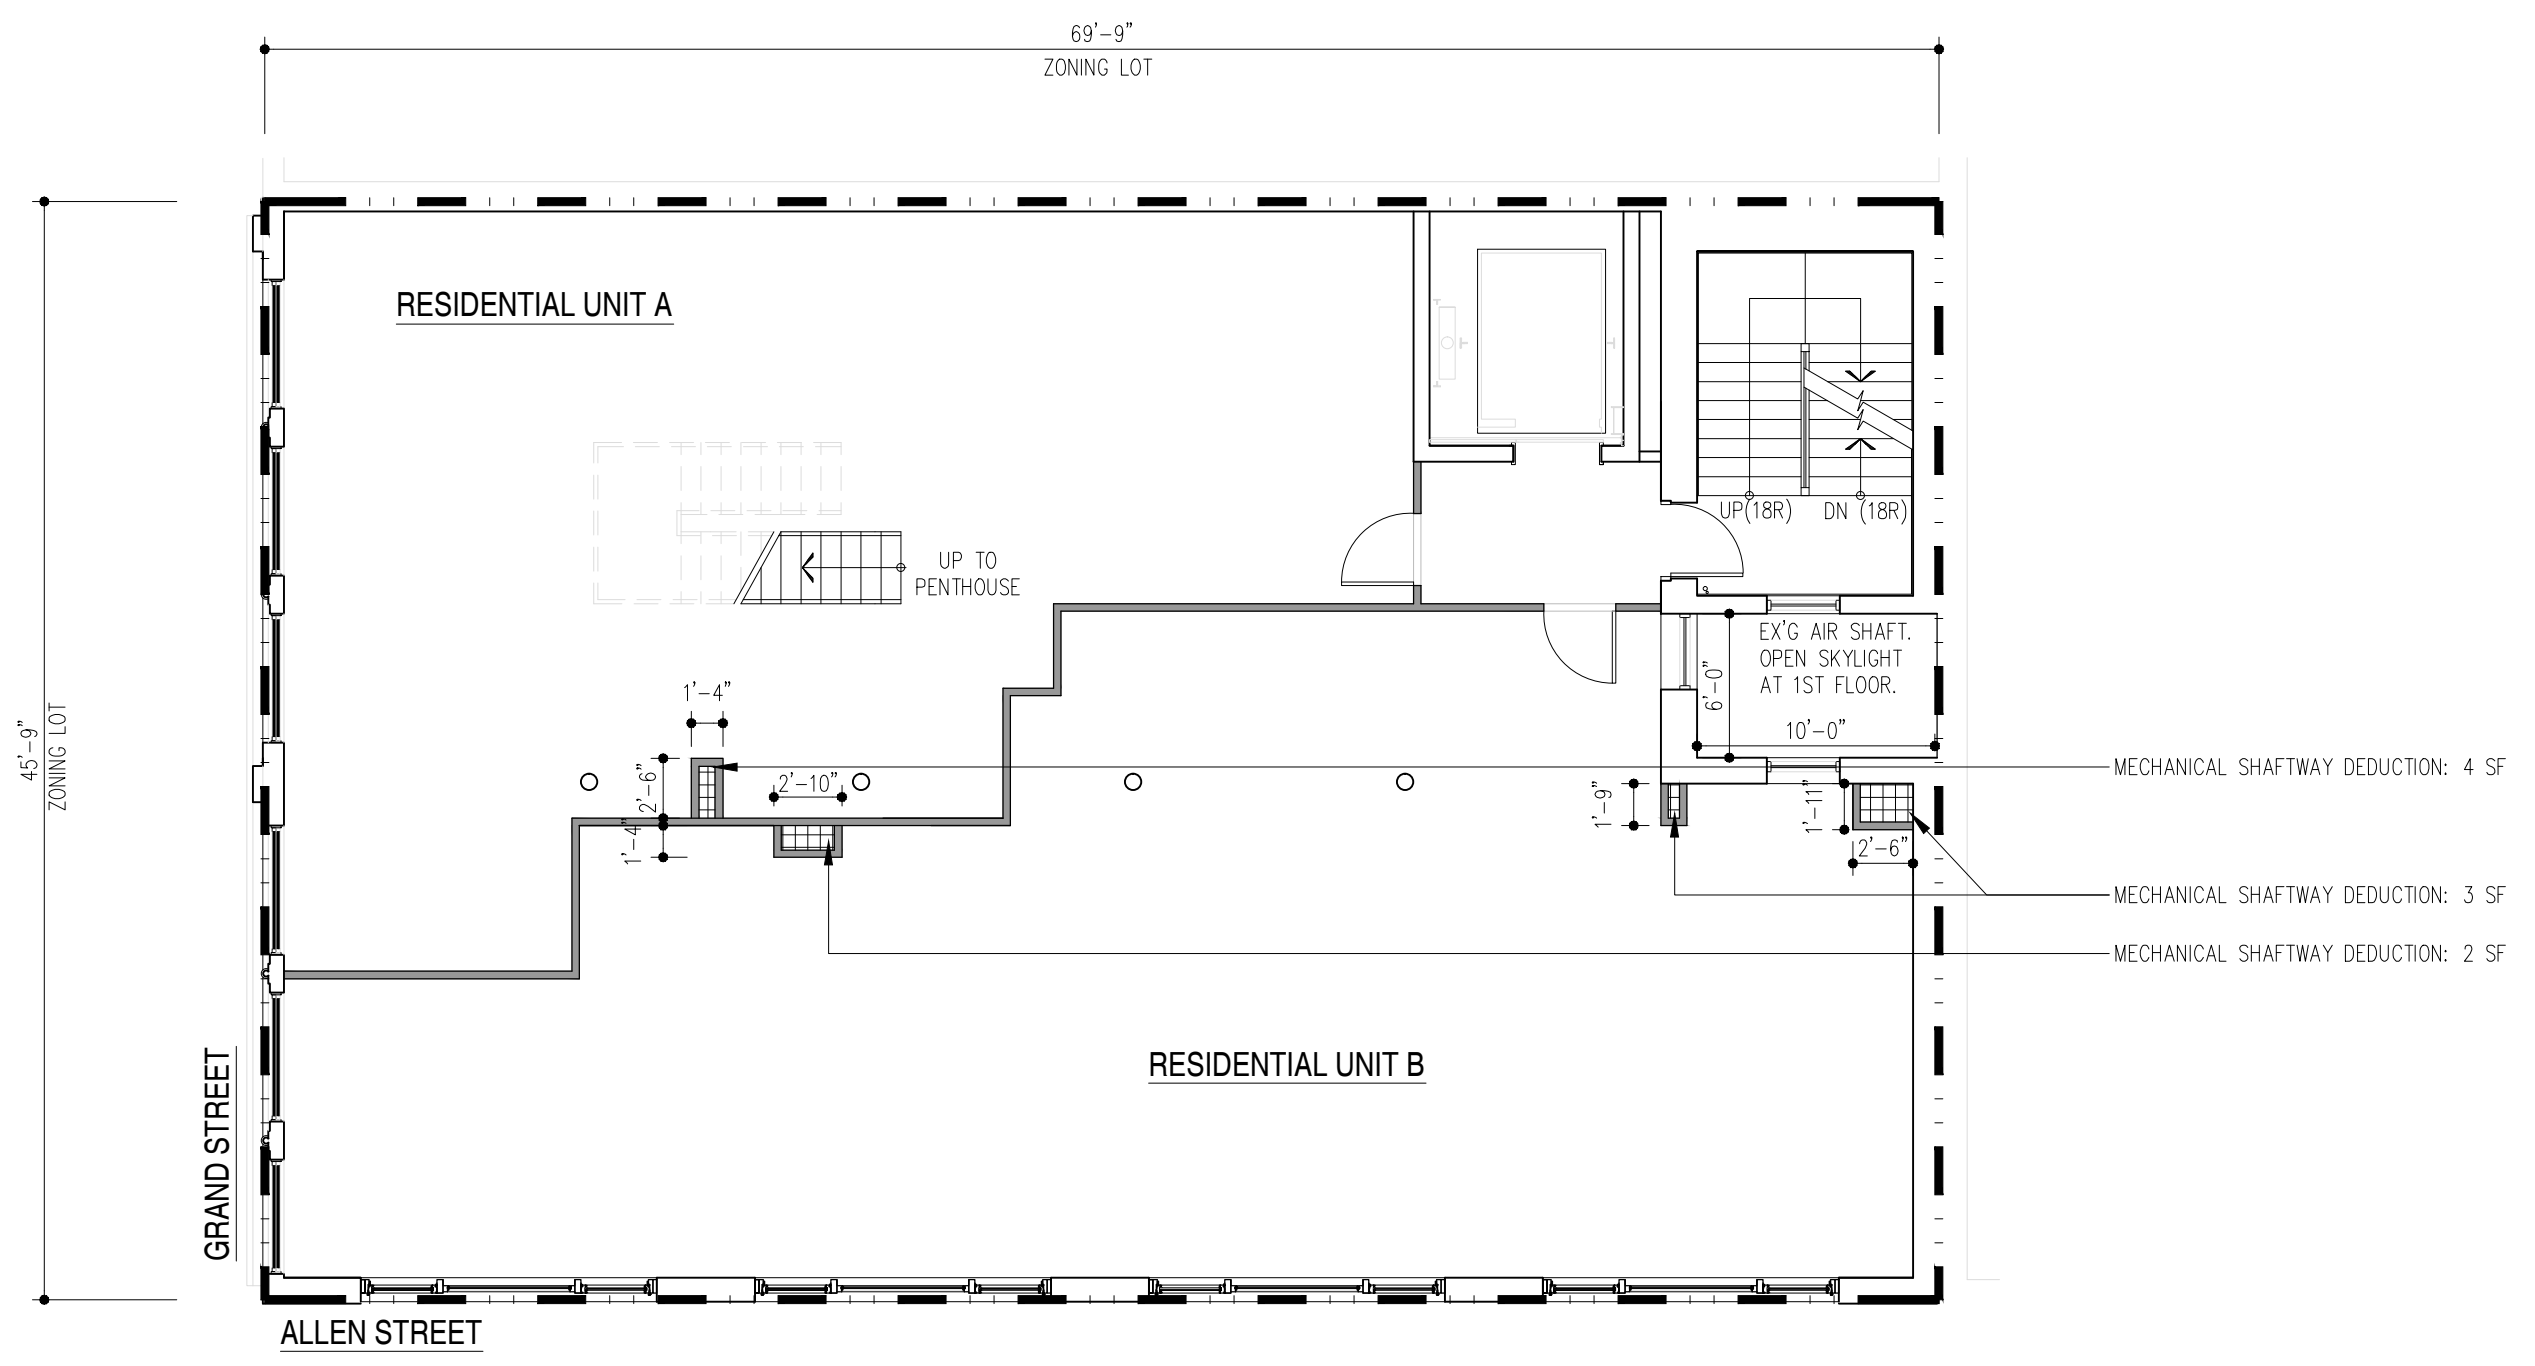 69'-9"
ZONING LOT
45'-9"
ZONING LOT
RESIDENTIAL UNIT A
UP(18R)
DN (18R)
UP TO
PENTHOUSE
EX'G AIR SHAFT.
OPEN SKYLIGHT
AT 1ST FLOOR.
6'-0"
10'-0"
1'-4"
2'-6"
2'-10"
1'-4"
1'-9"
1'-11"
2'-6"
MECHANICAL SHAFTWAY DEDUCTION: 4 SF
MECHANICAL SHAFTWAY DEDUCTION: 3 SF
MECHANICAL SHAFTWAY DEDUCTION: 2 SF
RESIDENTIAL UNIT B
GRAND STREET
ALLEN STREET